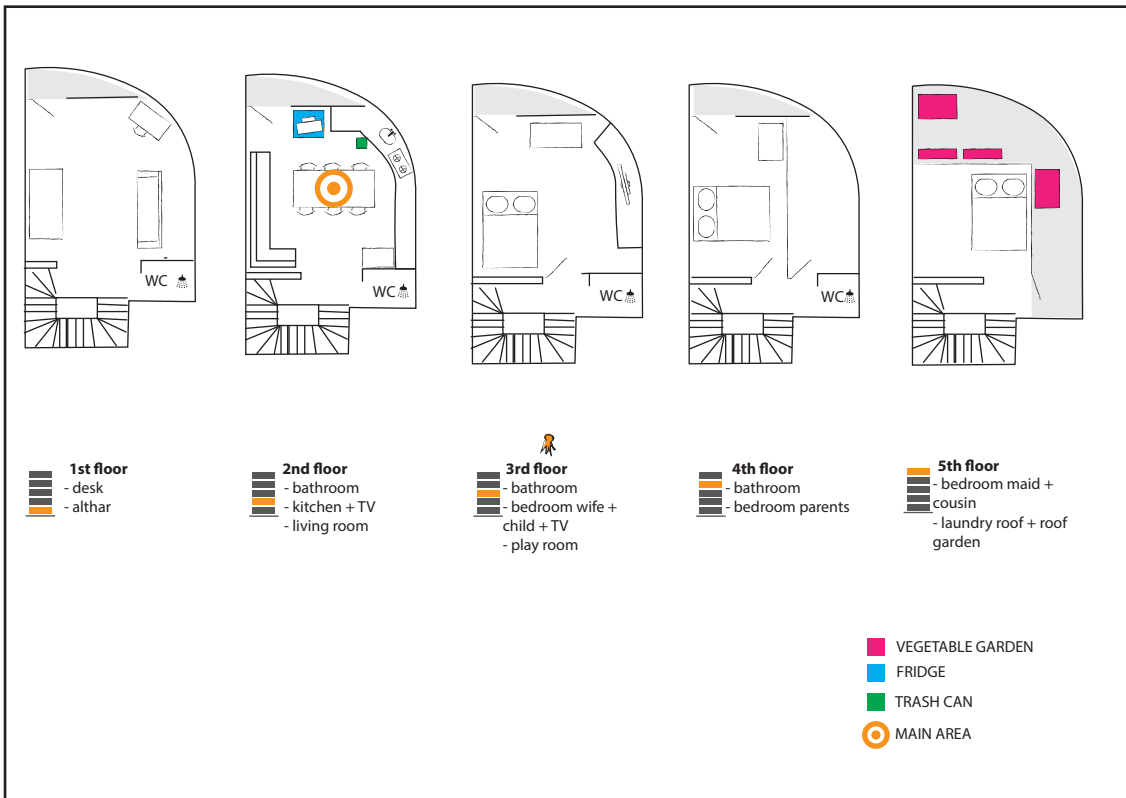 WC
WC
WC
WC
1st floor
- desk
- althar
2nd floor
- bathroom
- kitchen + TV
- living room
3rd floor
- bathroom
- bedroom wife +
child + TV
- play room
4th floor
- bathroom
- bedroom parents
5th floor
- bedroom maid +
cousin
- laundry roof + roof
garden
VEGETABLE GARDEN
FRIDGE
TRASH CAN
MAIN AREA